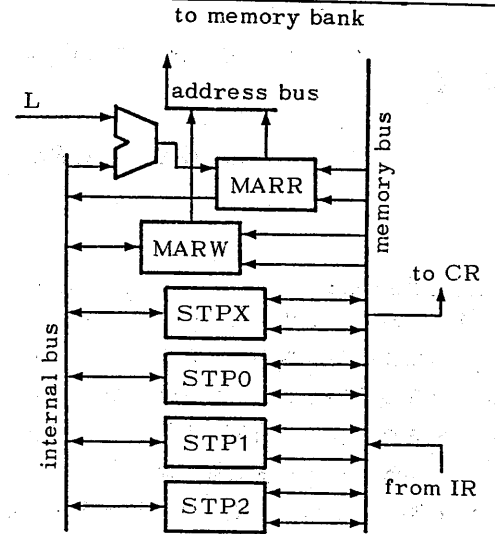 to memory bank
address bus
L
MARR
memory bus
MARW
to CR
STPX
STP0
internal bus
STP1
from IR
STP2